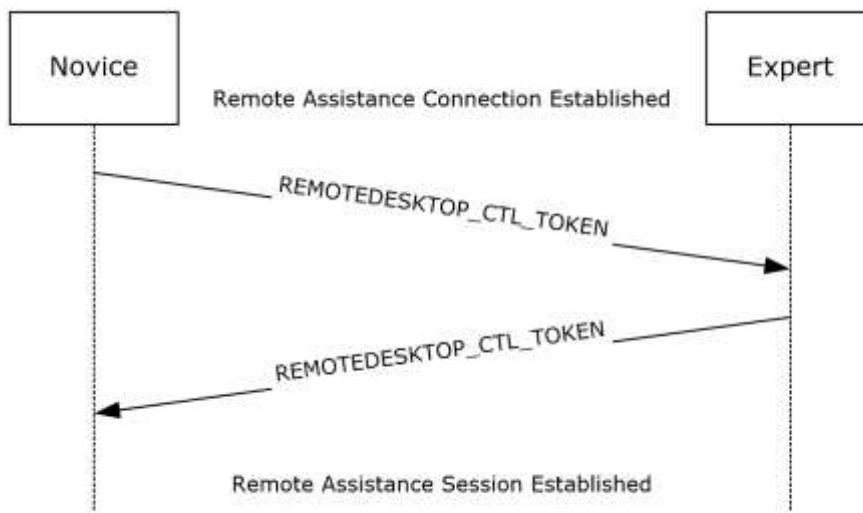 Novice
Expert
Remote Assistance Connection Established
REMOTEDESKTOP_CTL_TOKEN
REMOTEDESKTOP_CTL_TOKEN
Remote Assistance Session Established